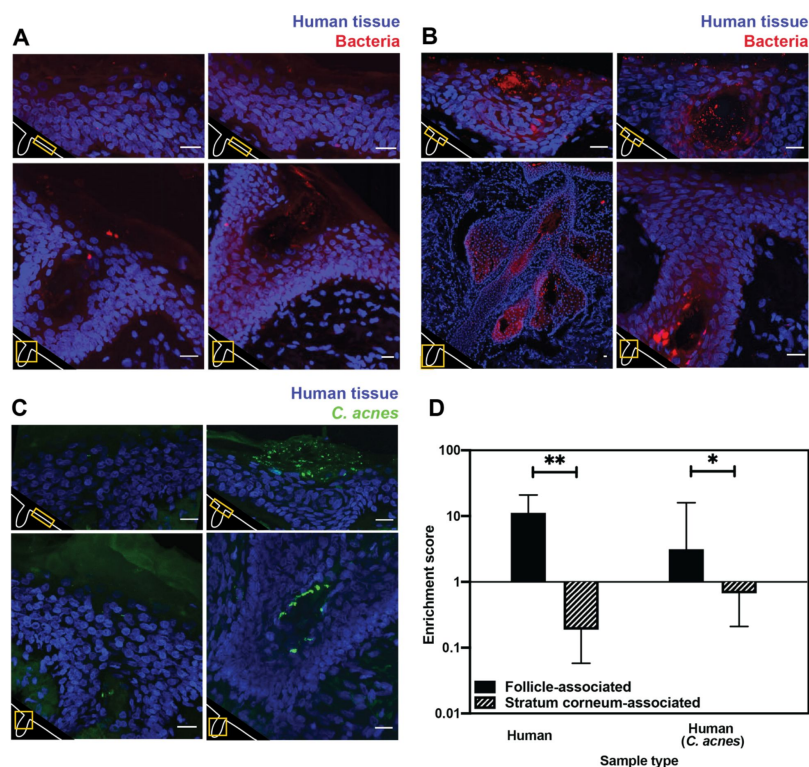 A
Human tissue
Bacteria
B
Human tissue
Bacteria
C
Human tissue
C. acnes
D
100
10
1
0.1
0.01
Enrichment score
**
*
Follicle-associated
Stratum corneum-associated
Human
Human
(C. acnes)
Sample type